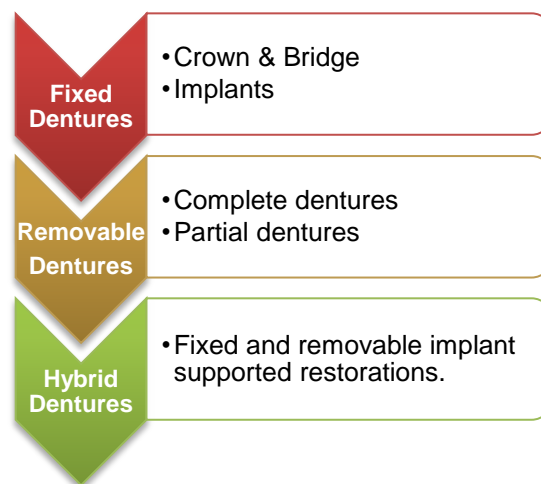 Fixed
Dentures
•Crown & Bridge
•Implants
Removable
Dentures
•Complete dentures
•Partial dentures
Hybrid
Dentures
•Fixed and removable implant
supported restorations.